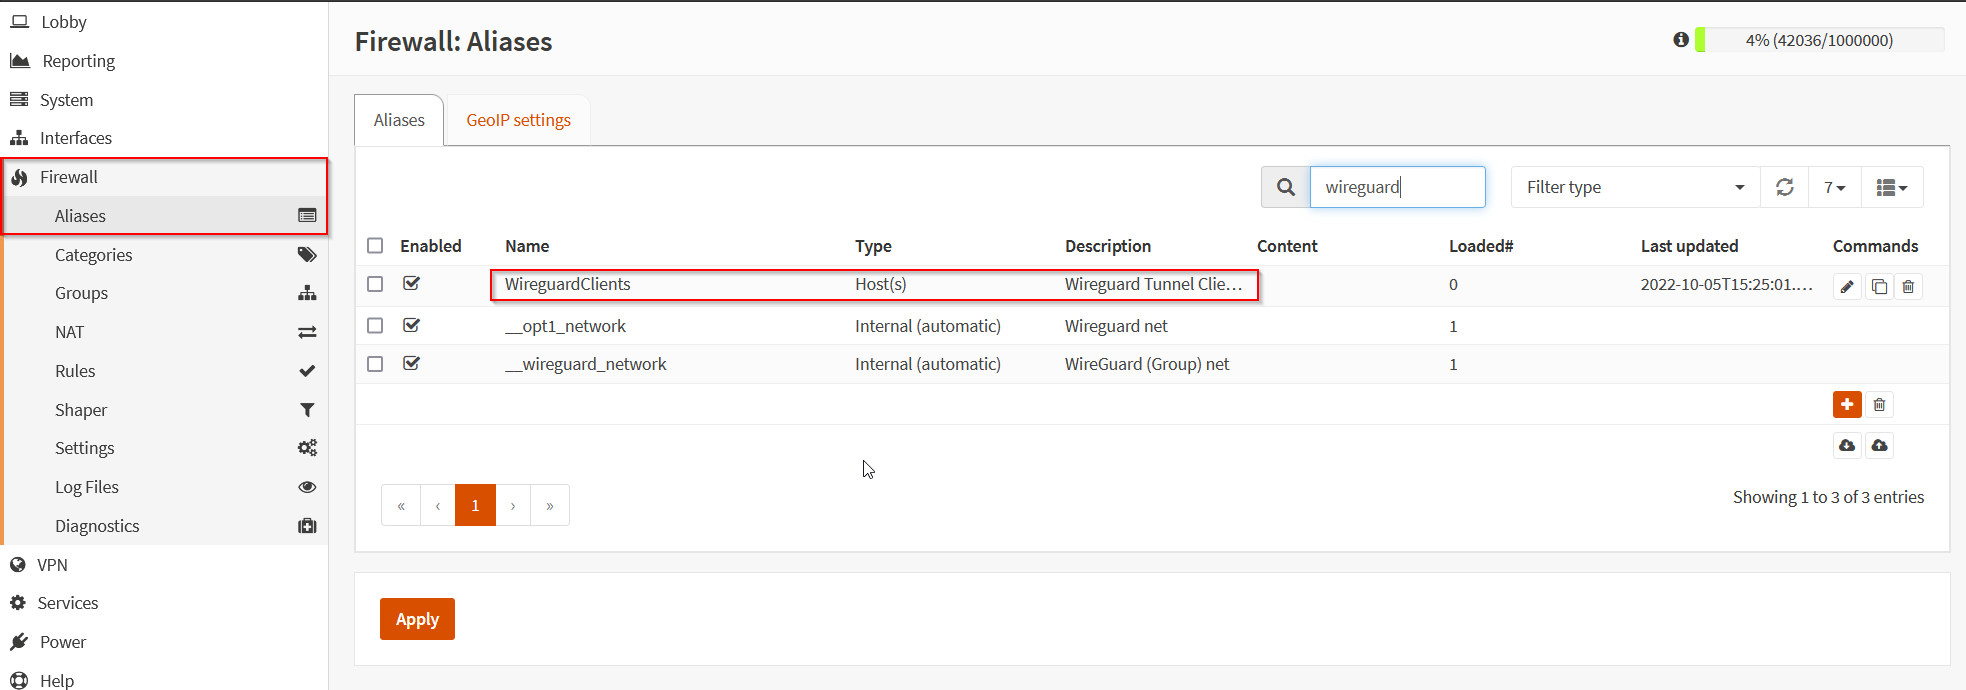 Lobby
Reporting
System
Interfaces
Firewall
Aliases
Categories
Groups
NAT
Rules
Shaper
Settings
Log Files
Diagnostics
VPN
Services
Power
Help
Firewall: Aliases
4% (42036/1000000)
Aliases GeoIP settings
wireguard Filter type 7
Enabled Name Type Description Content Loaded# Last updated Commands
WireguardClients Host(s) Wireguard Tunnel Clie… 0 2022-10-05T15:25:01.…
__opt1_network Internal (automatic) Wireguard net 1
__wireguard_network Internal (automatic) WireGuard (Group) net 1
« ‹ 1 › »
Showing 1 to 3 of 3 entries
Apply